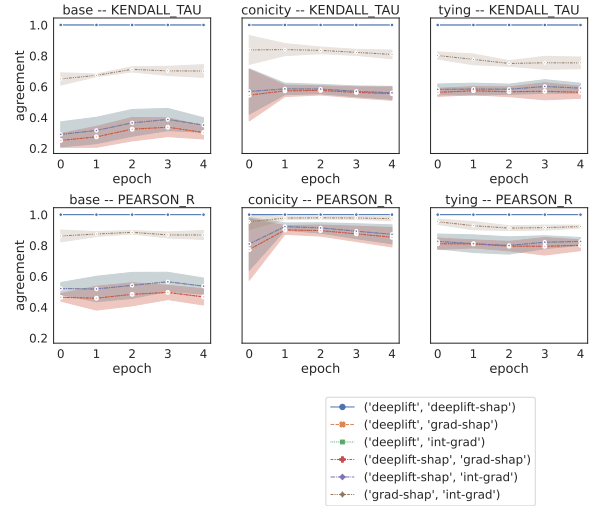 base -- KENDALL_TAU
conicity -- KENDALL_TAU
tying -- KENDALL_TAU
agreement
1.0
0.8
0.6
0.4
0.2
0 1 2 3 4
0 1 2 3 4
0 1 2 3 4
epoch
epoch
epoch
base -- PEARSON_R
conicity -- PEARSON_R
tying -- PEARSON_R
agreement
1.0
0.8
0.6
0.4
0.2
0 1 2 3 4
0 1 2 3 4
0 1 2 3 4
epoch
epoch
epoch
('deeplift', 'deeplift-shap')
('deeplift', 'grad-shap')
('deeplift', 'int-grad')
('deeplift-shap', 'grad-shap')
('deeplift-shap', 'int-grad')
('grad-shap', 'int-grad')